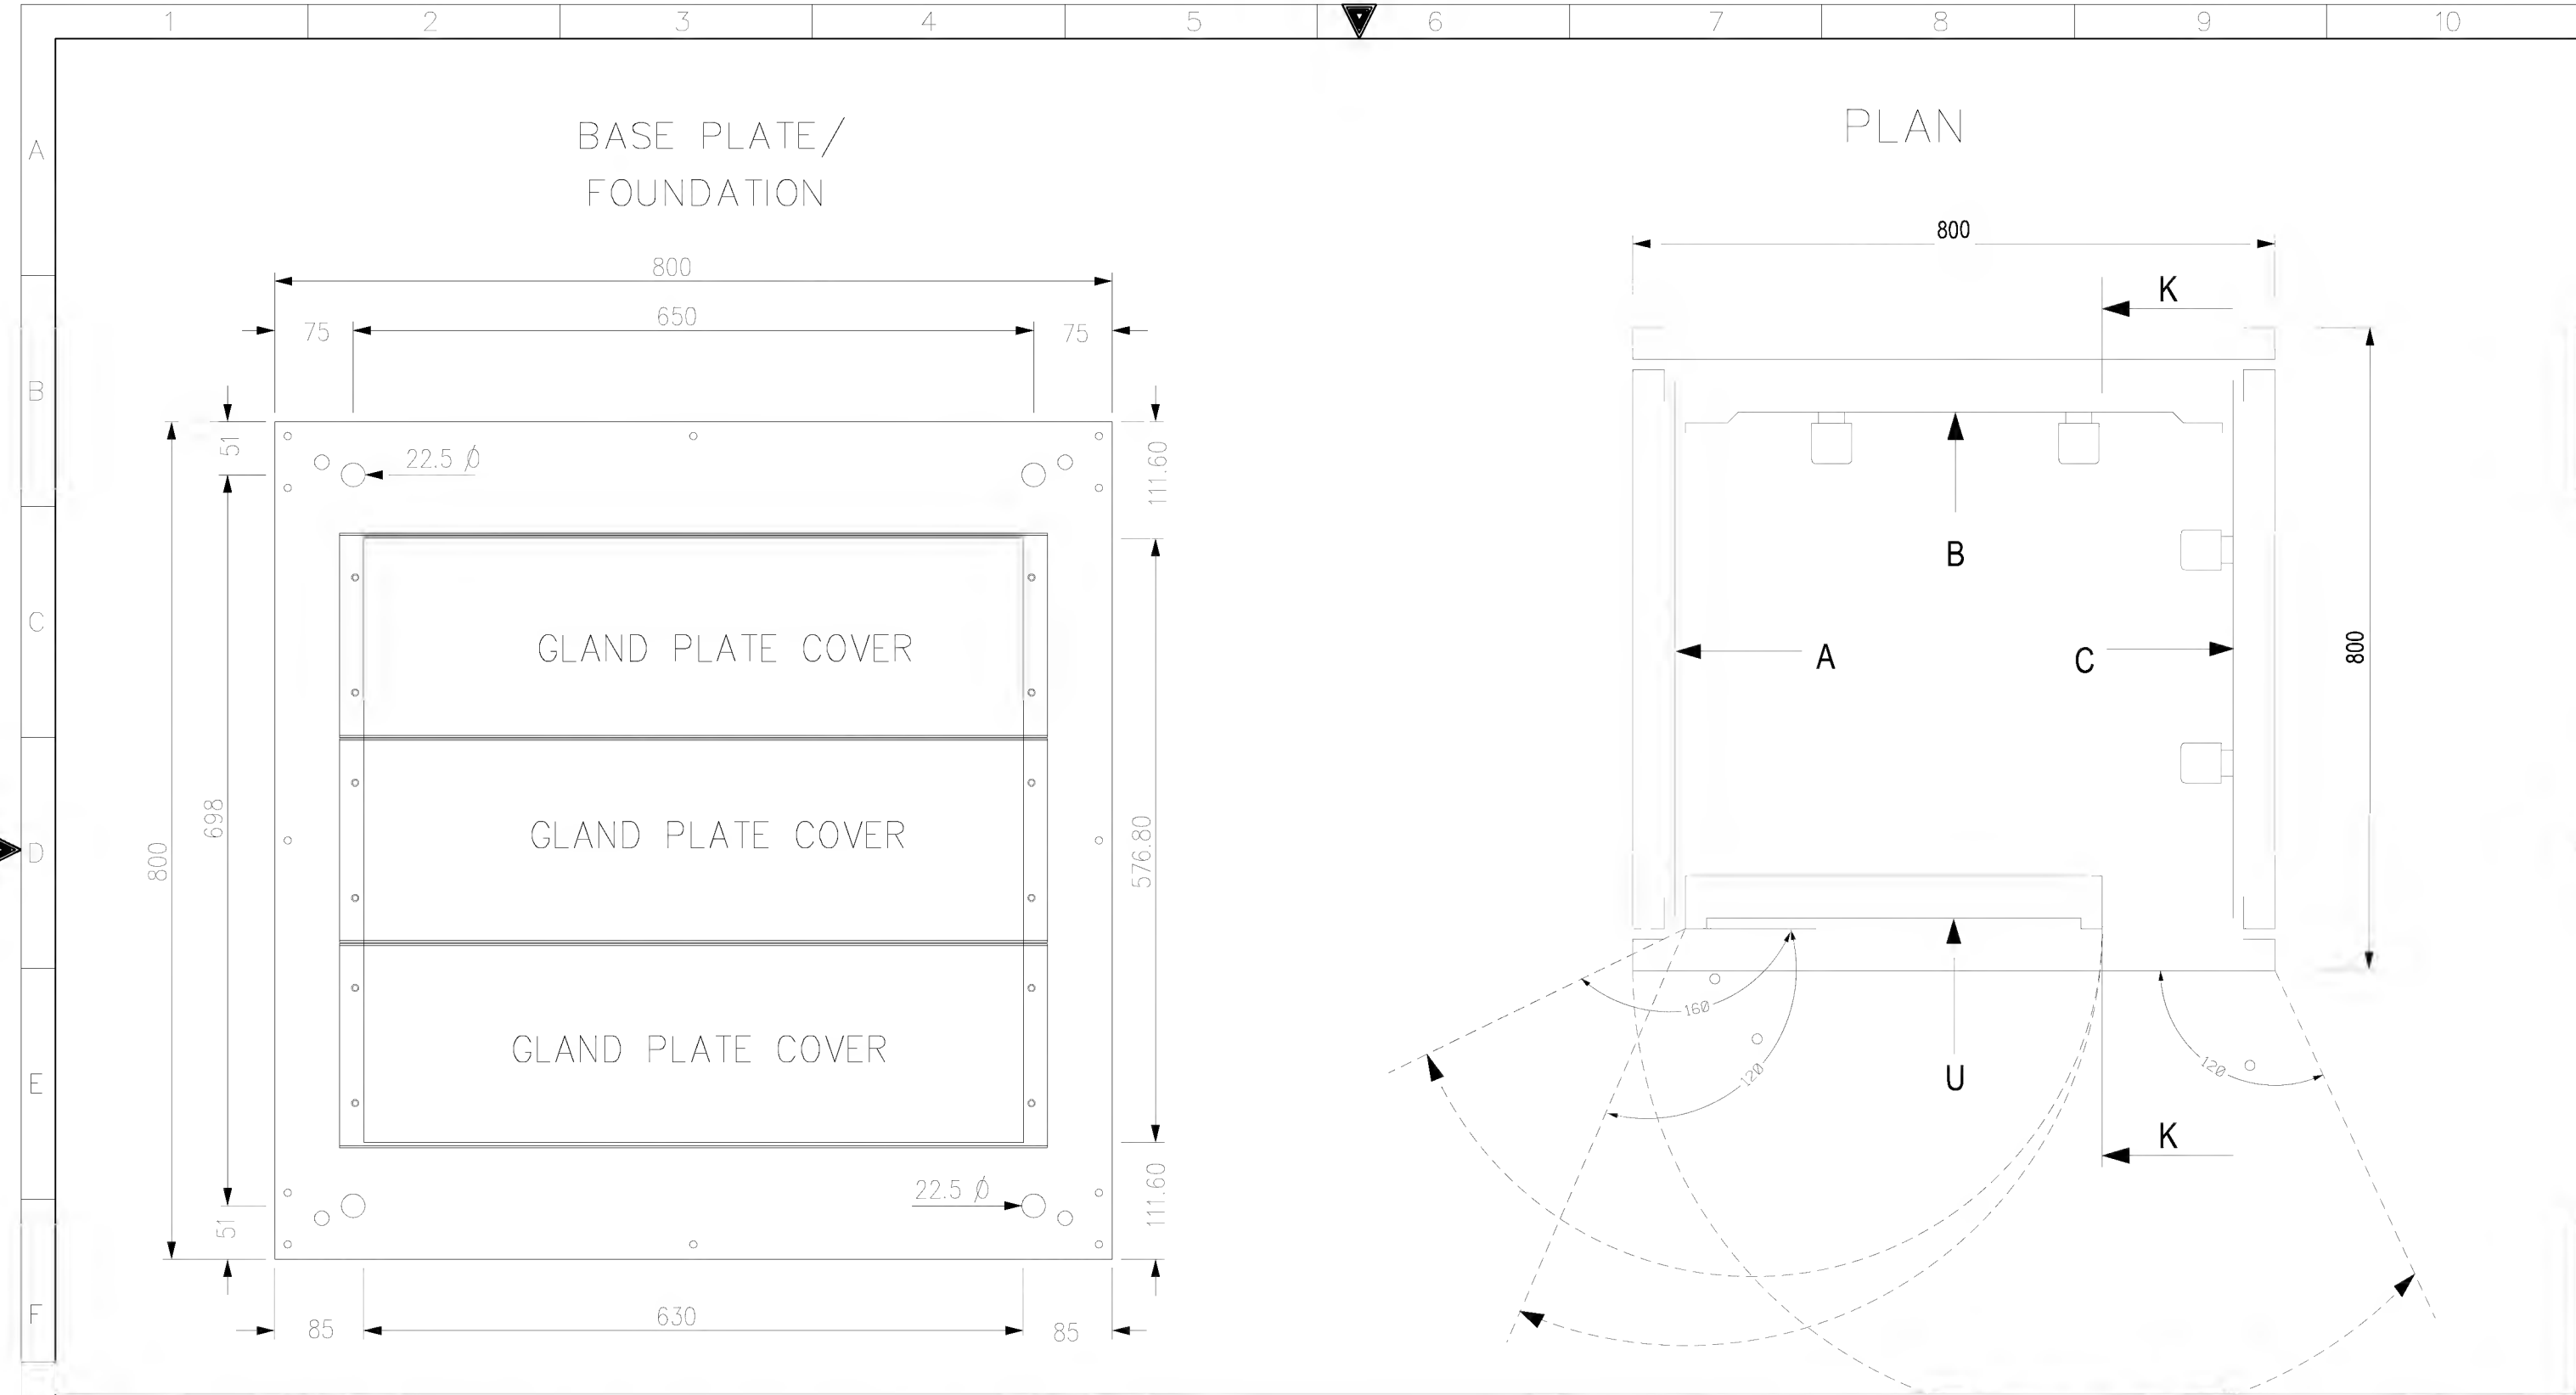 1 2 3 4 5 6 7 8 9 10
A
B
C
D
E
F
BASE PLATE/
FOUNDATION
800
650
75
75
51
22.5 Ø
111.60
GLAND PLATE COVER
698
800
GLAND PLATE COVER
576.80
GLAND PLATE COVER
22.5 Ø
51
111.60
85
630
85
PLAN
800
K
B
A
C
800
160°
120°
U
120°
K